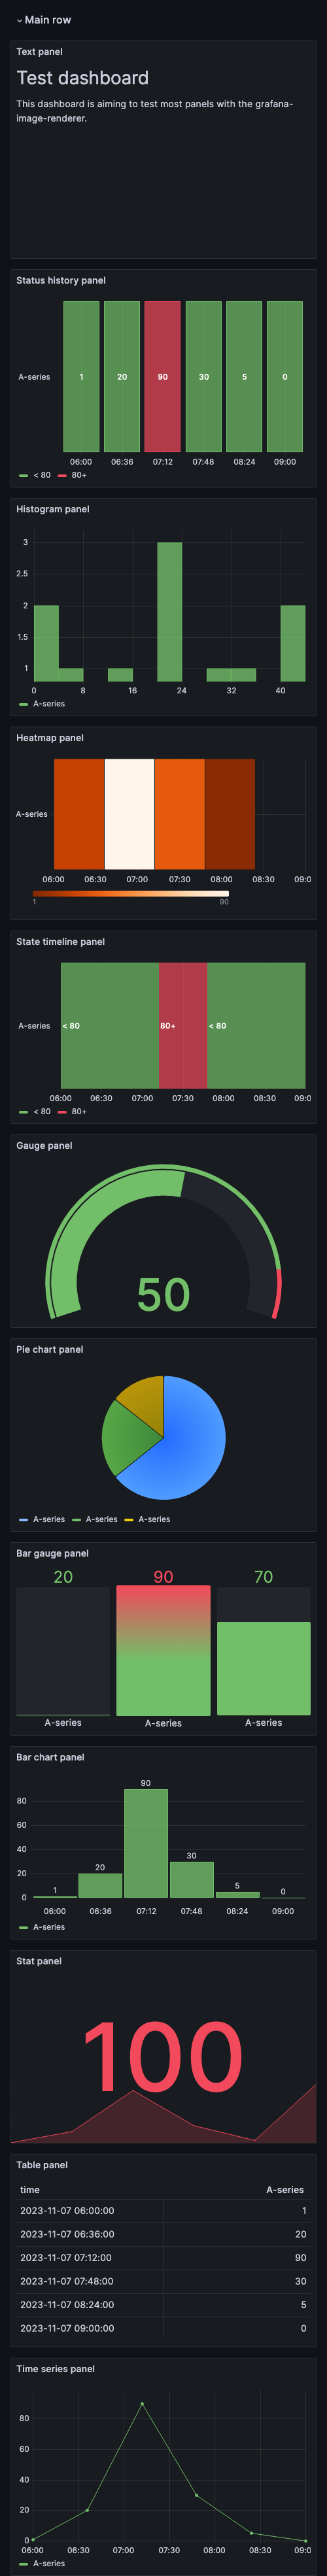 Main row
Text panel
Test dashboard
This dashboard is aiming to test most panels with the grafana-
image-renderer.
Status history panel
A-series
1 20 90 30 5 0
06:00 06:36 07:12 07:48 08:24 09:00
< 80 80+
Histogram panel
3
2.5
2
1.5
1
0 8 16 24 32 40
A-series
Heatmap panel
A-series
06:00 06:30 07:00 07:30 08:00 08:30 09:0
1 90
State timeline panel
A-series < 80 80+ < 80
06:00 06:30 07:00 07:30 08:00 08:30 09:0
< 80 80+
Gauge panel
50
Pie chart panel
A-series A-series A-series
Bar gauge panel
20 90 70
A-series A-series A-series
Bar chart panel
90
80
60
40
30
20 20
5
1
0 0
06:00 06:36 07:12 07:48 08:24 09:00
A-series
Stat panel
100
Table panel
time A-series
2023-11-07 06:00:00 1
2023-11-07 06:36:00 20
2023-11-07 07:12:00 90
2023-11-07 07:48:00 30
2023-11-07 08:24:00 5
2023-11-07 09:00:00 0
Time series panel
80
60
40
20
0
06:00 06:30 07:00 07:30 08:00 08:30 09:0
A-series